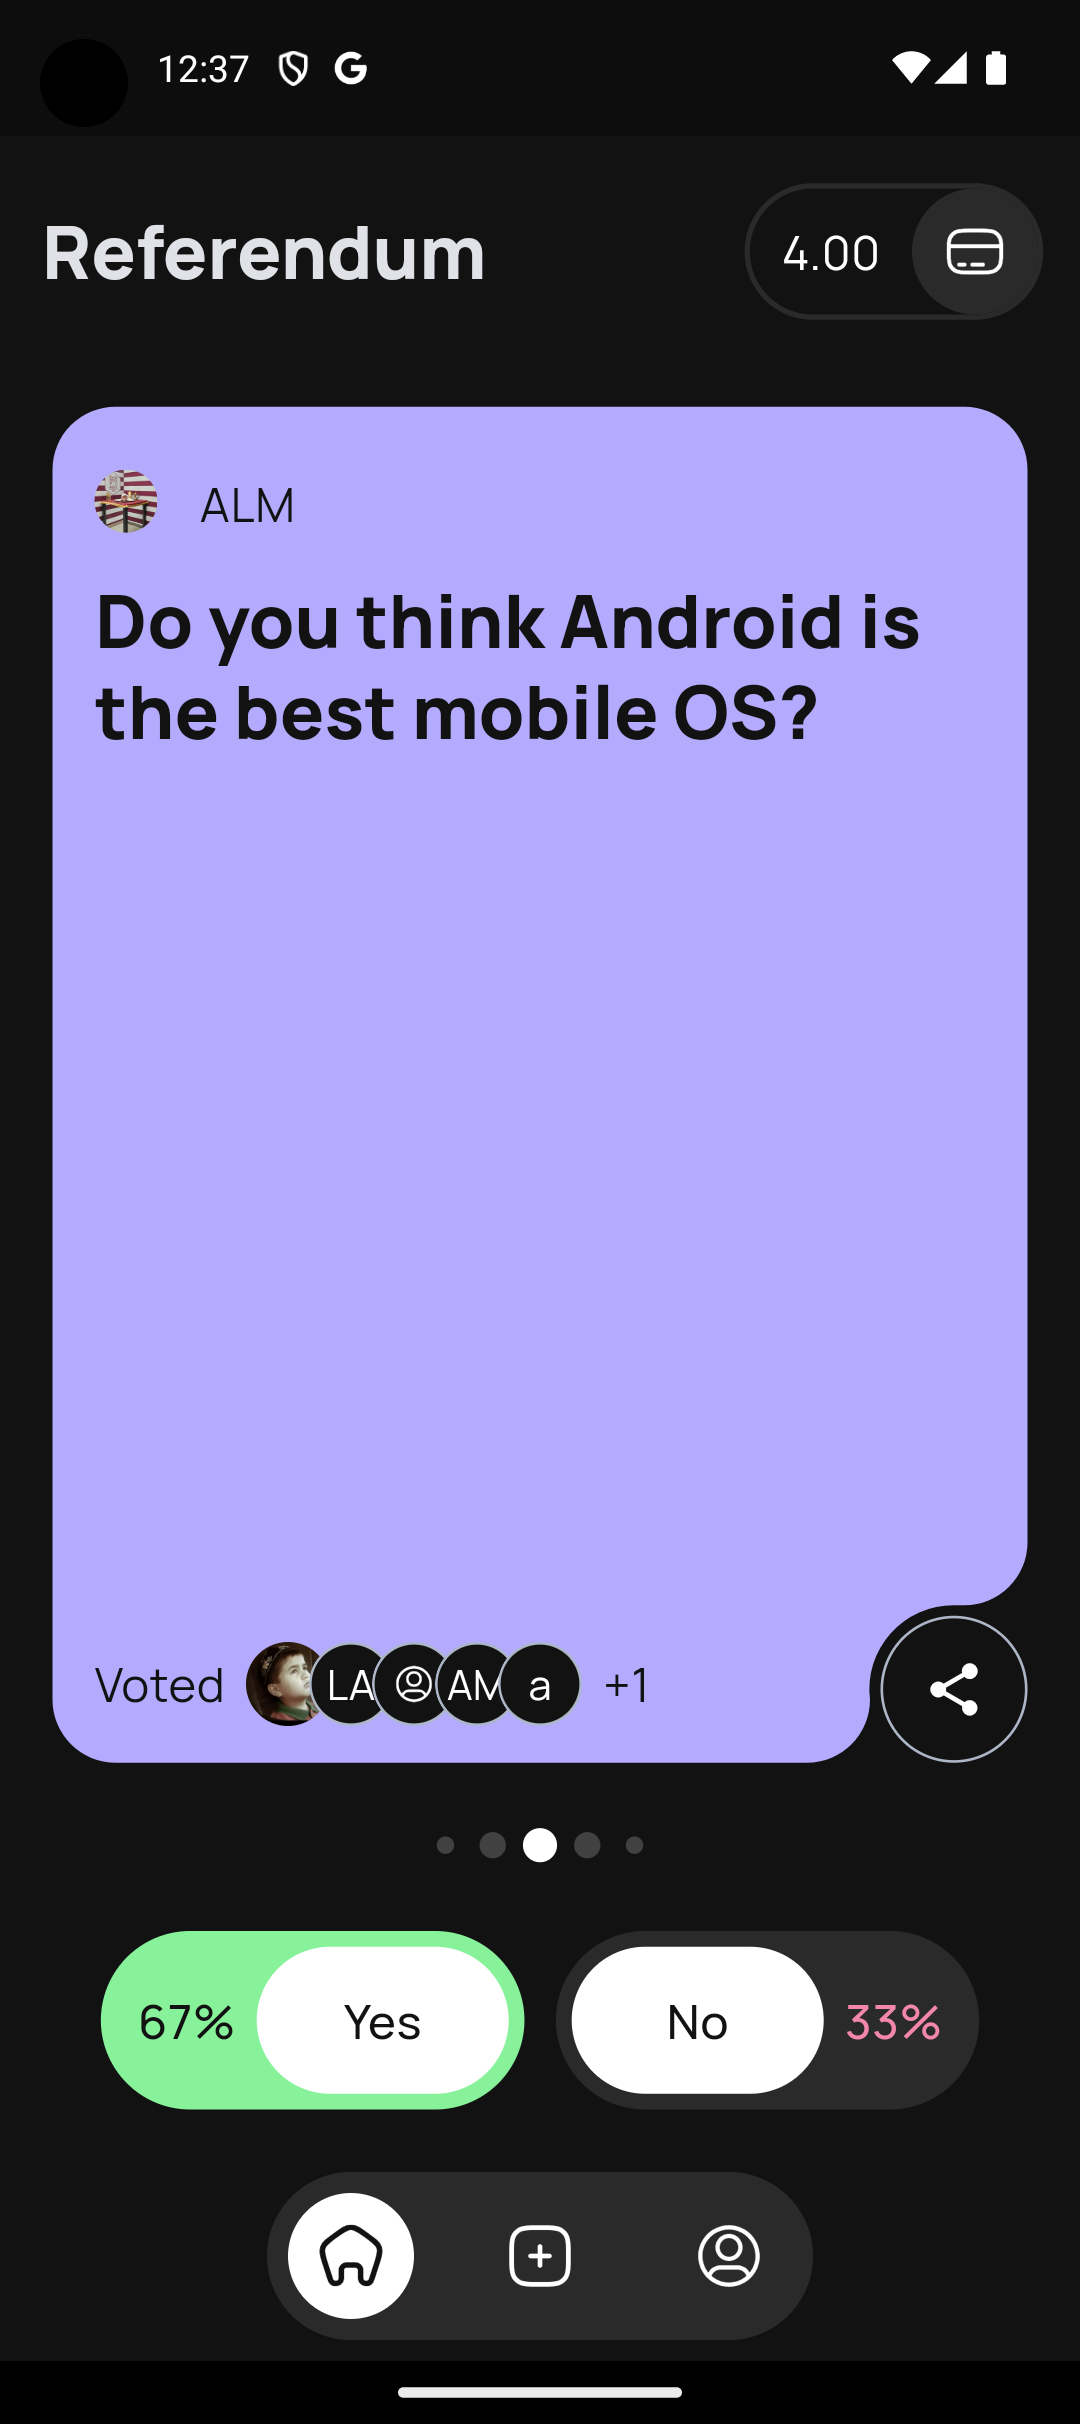 12:37
Referendum
4.00
ALM
Do you think Android is
the best mobile OS?
Voted LA AM a +1
67% Yes No 33%